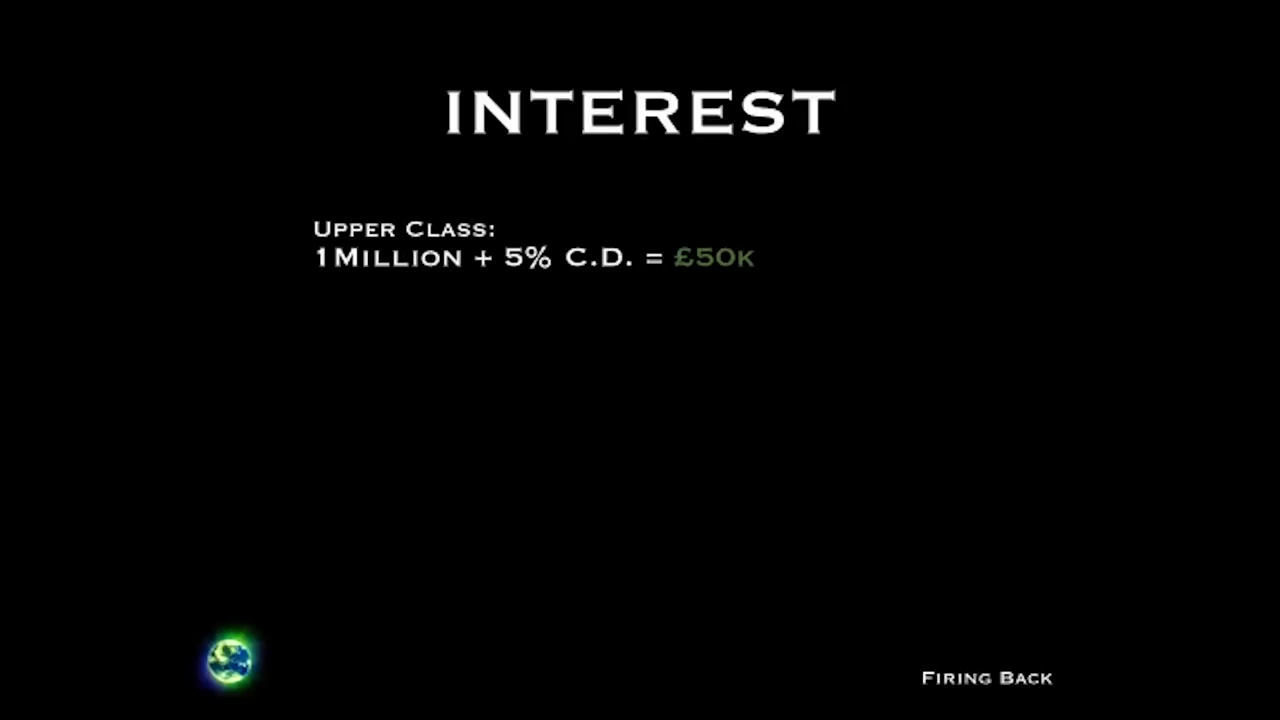 INTEREST
UPPER CLASS:
1MILLION + 5% C.D. = £50K
FIRING BACK